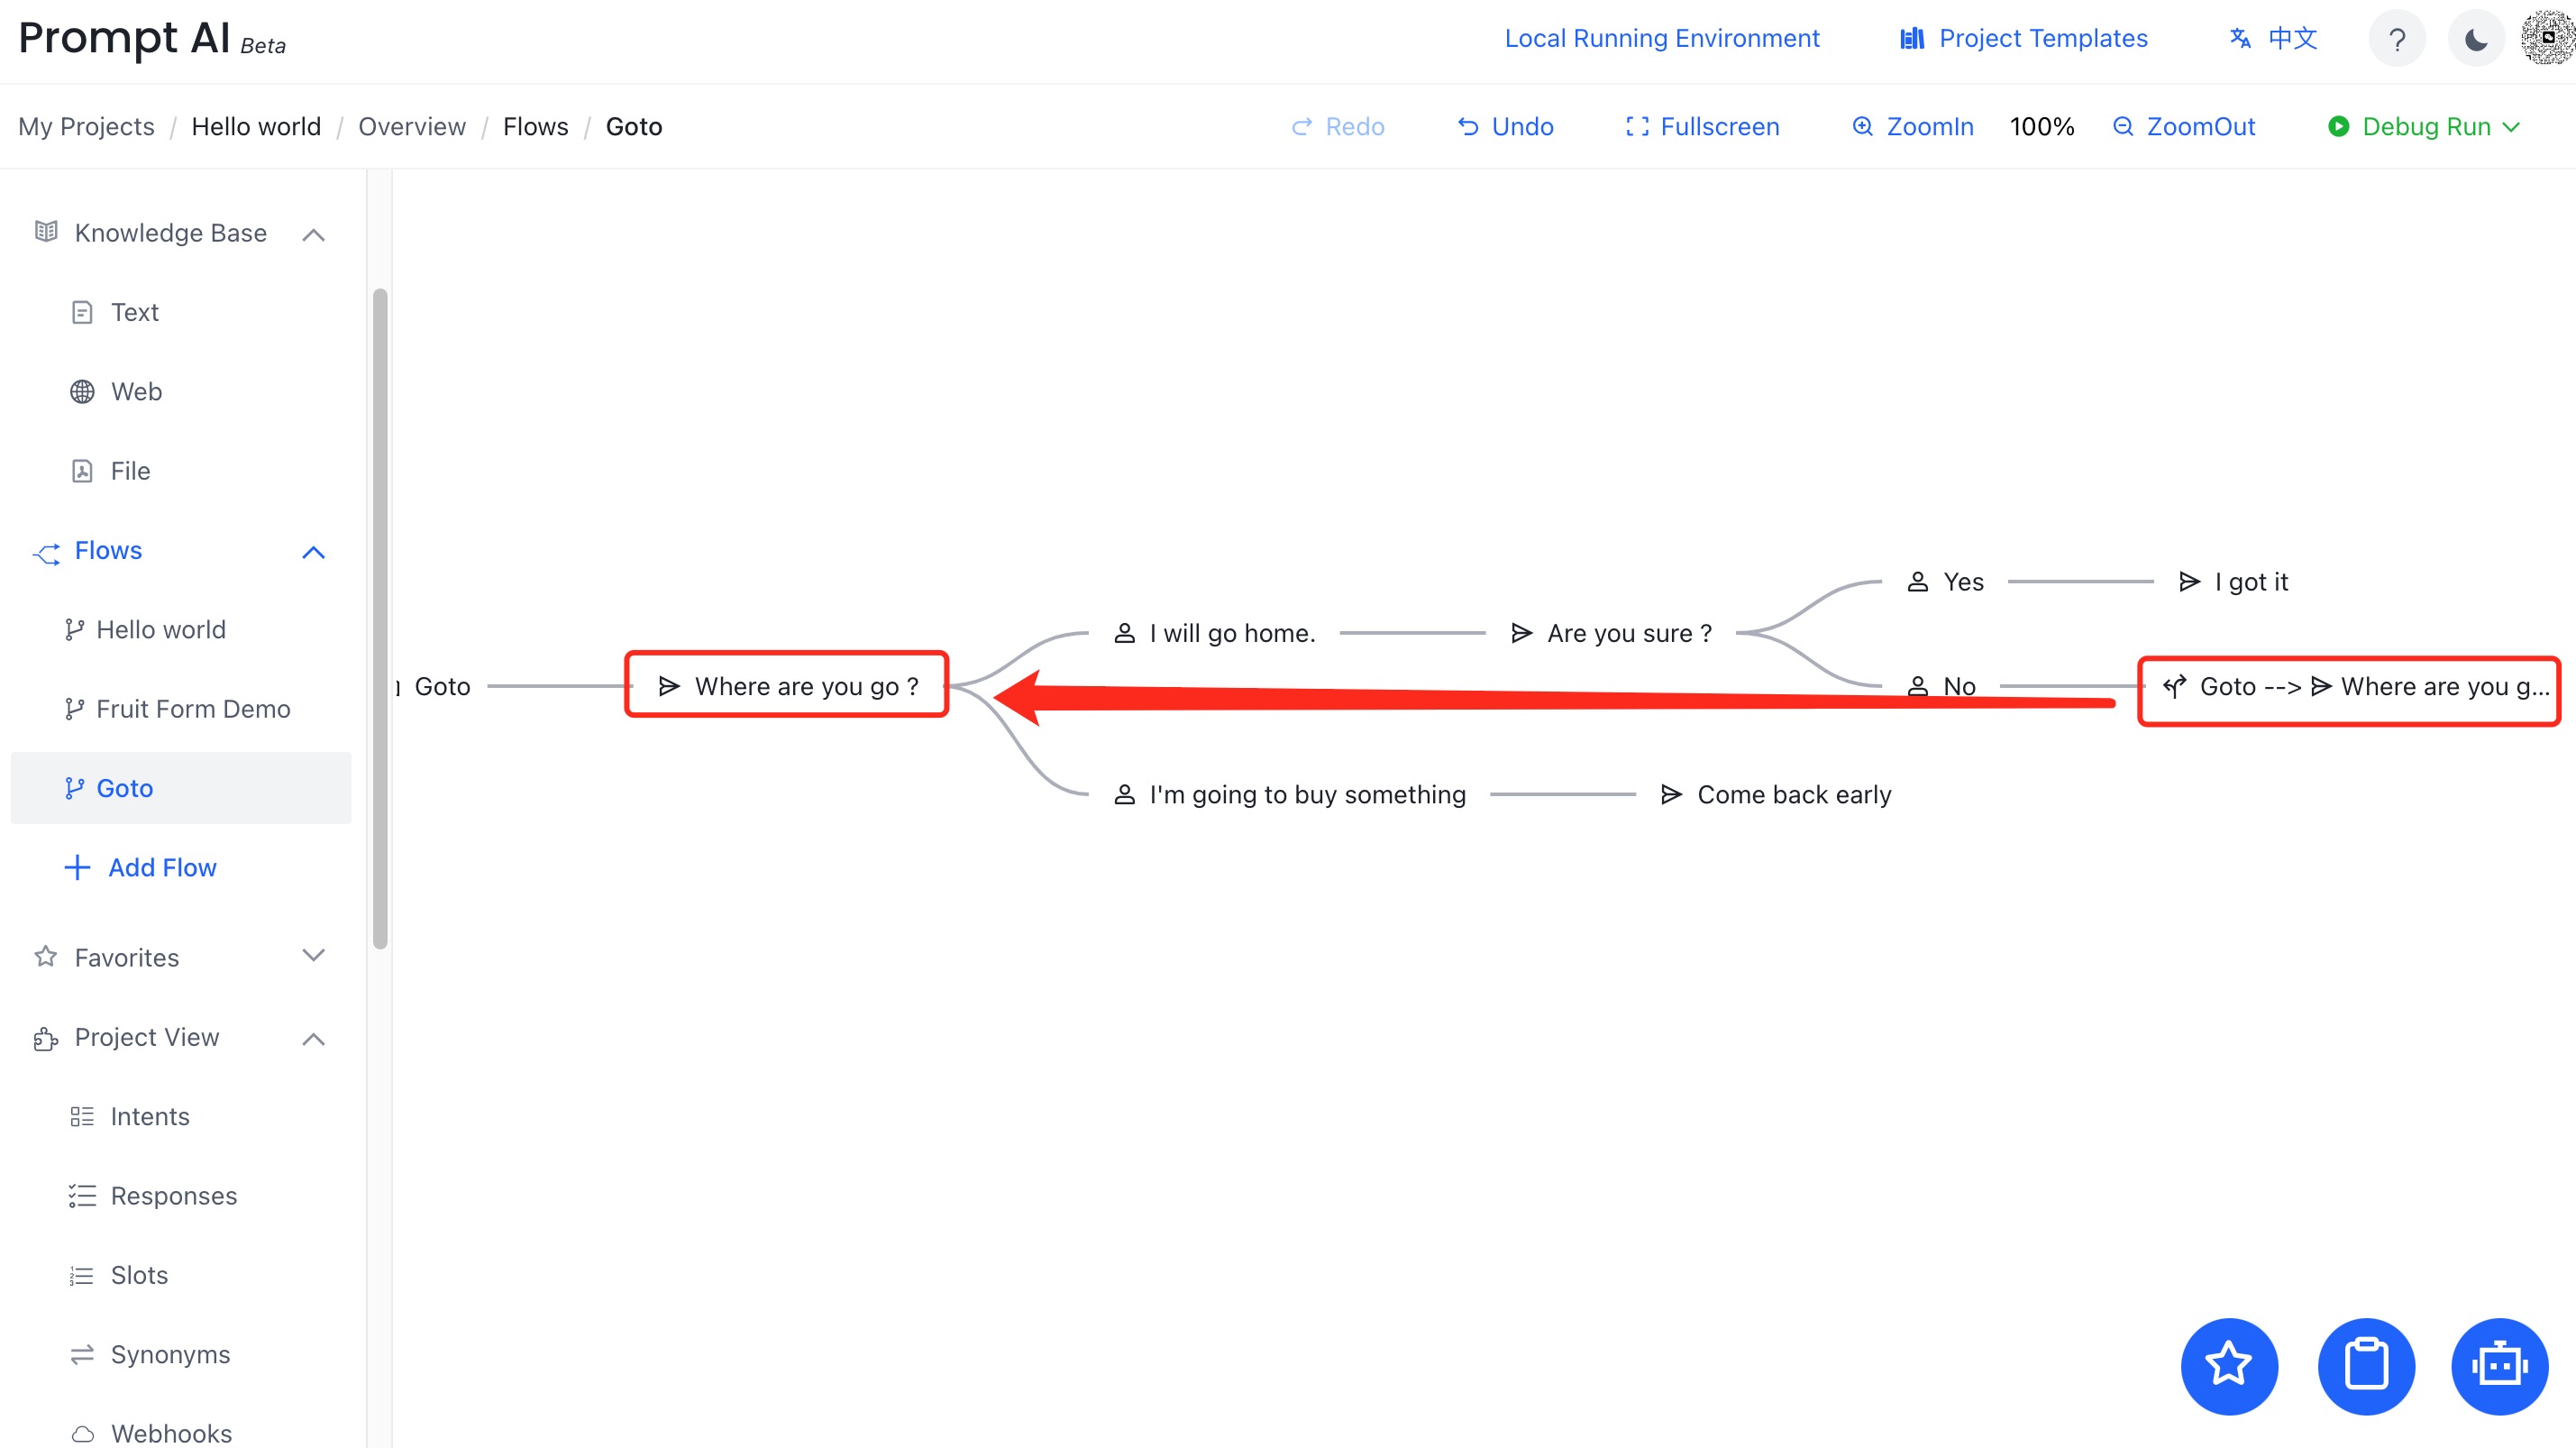 Prompt AI Beta
Local Running Environment
Project Templates
中文
?
My Projects / Hello world / Overview / Flows / Goto
Redo
Undo
Fullscreen
ZoomIn
100%
ZoomOut
Debug Run
Knowledge Base
Text
Web
File
Flows
Hello world
Fruit Form Demo
Goto
Add Flow
Favorites
Project View
Intents
Responses
Slots
Synonyms
Webhooks
Goto
Where are you go ?
I will go home.
Are you sure ?
Yes
I got it
No
Goto --> Where are you g...
I'm going to buy something
Come back early